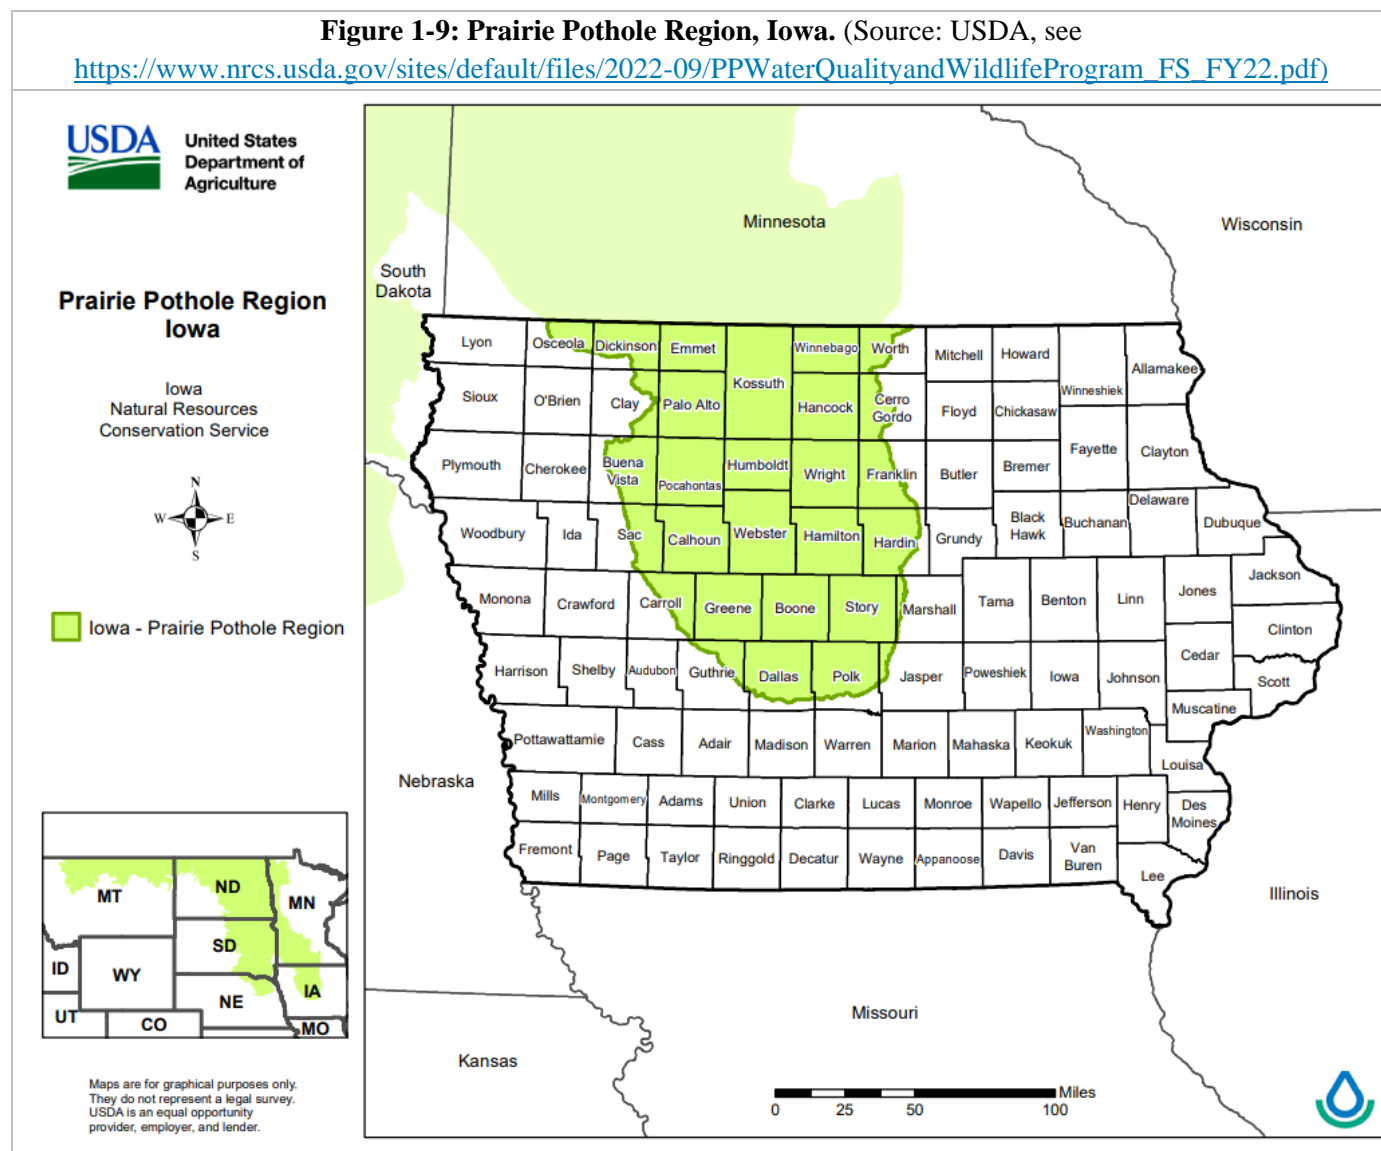 Figure 1-9: Prairie Pothole Region, Iowa. (Source: USDA, see
https://www.nrcs.usda.gov/sites/default/files/2022-09/PPWaterQualityandWildlifeProgram_FS_FY22.pdf)
USDA
United States
Department of
Agriculture
Prairie Pothole Region
Iowa
Iowa
Natural Resources
Conservation Service
N
W E
S
Iowa - Prairie Pothole Region
MT
ND
MN
SD
ID
WY
NE
IA
UT
CO
MO
Maps are for graphical purposes only.
They do not represent a legal survey.
USDA is an equal opportunity
provider, employer, and lender.
Minnesota
Wisconsin
South
Dakota
Lyon
Osceola
Dickinson
Emmet
Winnebago
Worth
Mitchell
Howard
Allamakee
Kossuth
Winneshiek
Sioux
O'Brien
Clay
Palo Alto
Hancock
Cerro
Gordo
Floyd
Chickasaw
Plymouth
Cherokee
Buena
Vista
Pocahontas
Humboldt
Wright
Franklin
Butler
Bremer
Fayette
Clayton
Woodbury
Ida
Sac
Calhoun
Webster
Hamilton
Hardin
Grundy
Black
Hawk
Buchanan
Delaware
Dubuque
Monona
Crawford
Carroll
Greene
Boone
Story
Marshall
Tama
Benton
Linn
Jones
Jackson
Clinton
Harrison
Shelby
Audubon
Guthrie
Dallas
Polk
Jasper
Poweshiek
Iowa
Johnson
Cedar
Scott
Muscatine
Pottawattamie
Cass
Adair
Madison
Warren
Marion
Mahaska
Keokuk
Washington
Louisa
Nebraska
Mills
Montgomery
Adams
Union
Clarke
Lucas
Monroe
Wapello
Jefferson
Henry
Des
Moines
Fremont
Page
Taylor
Ringgold
Decatur
Wayne
Appanoose
Davis
Van
Buren
Lee
Illinois
Missouri
Kansas
Miles
0 25 50 100